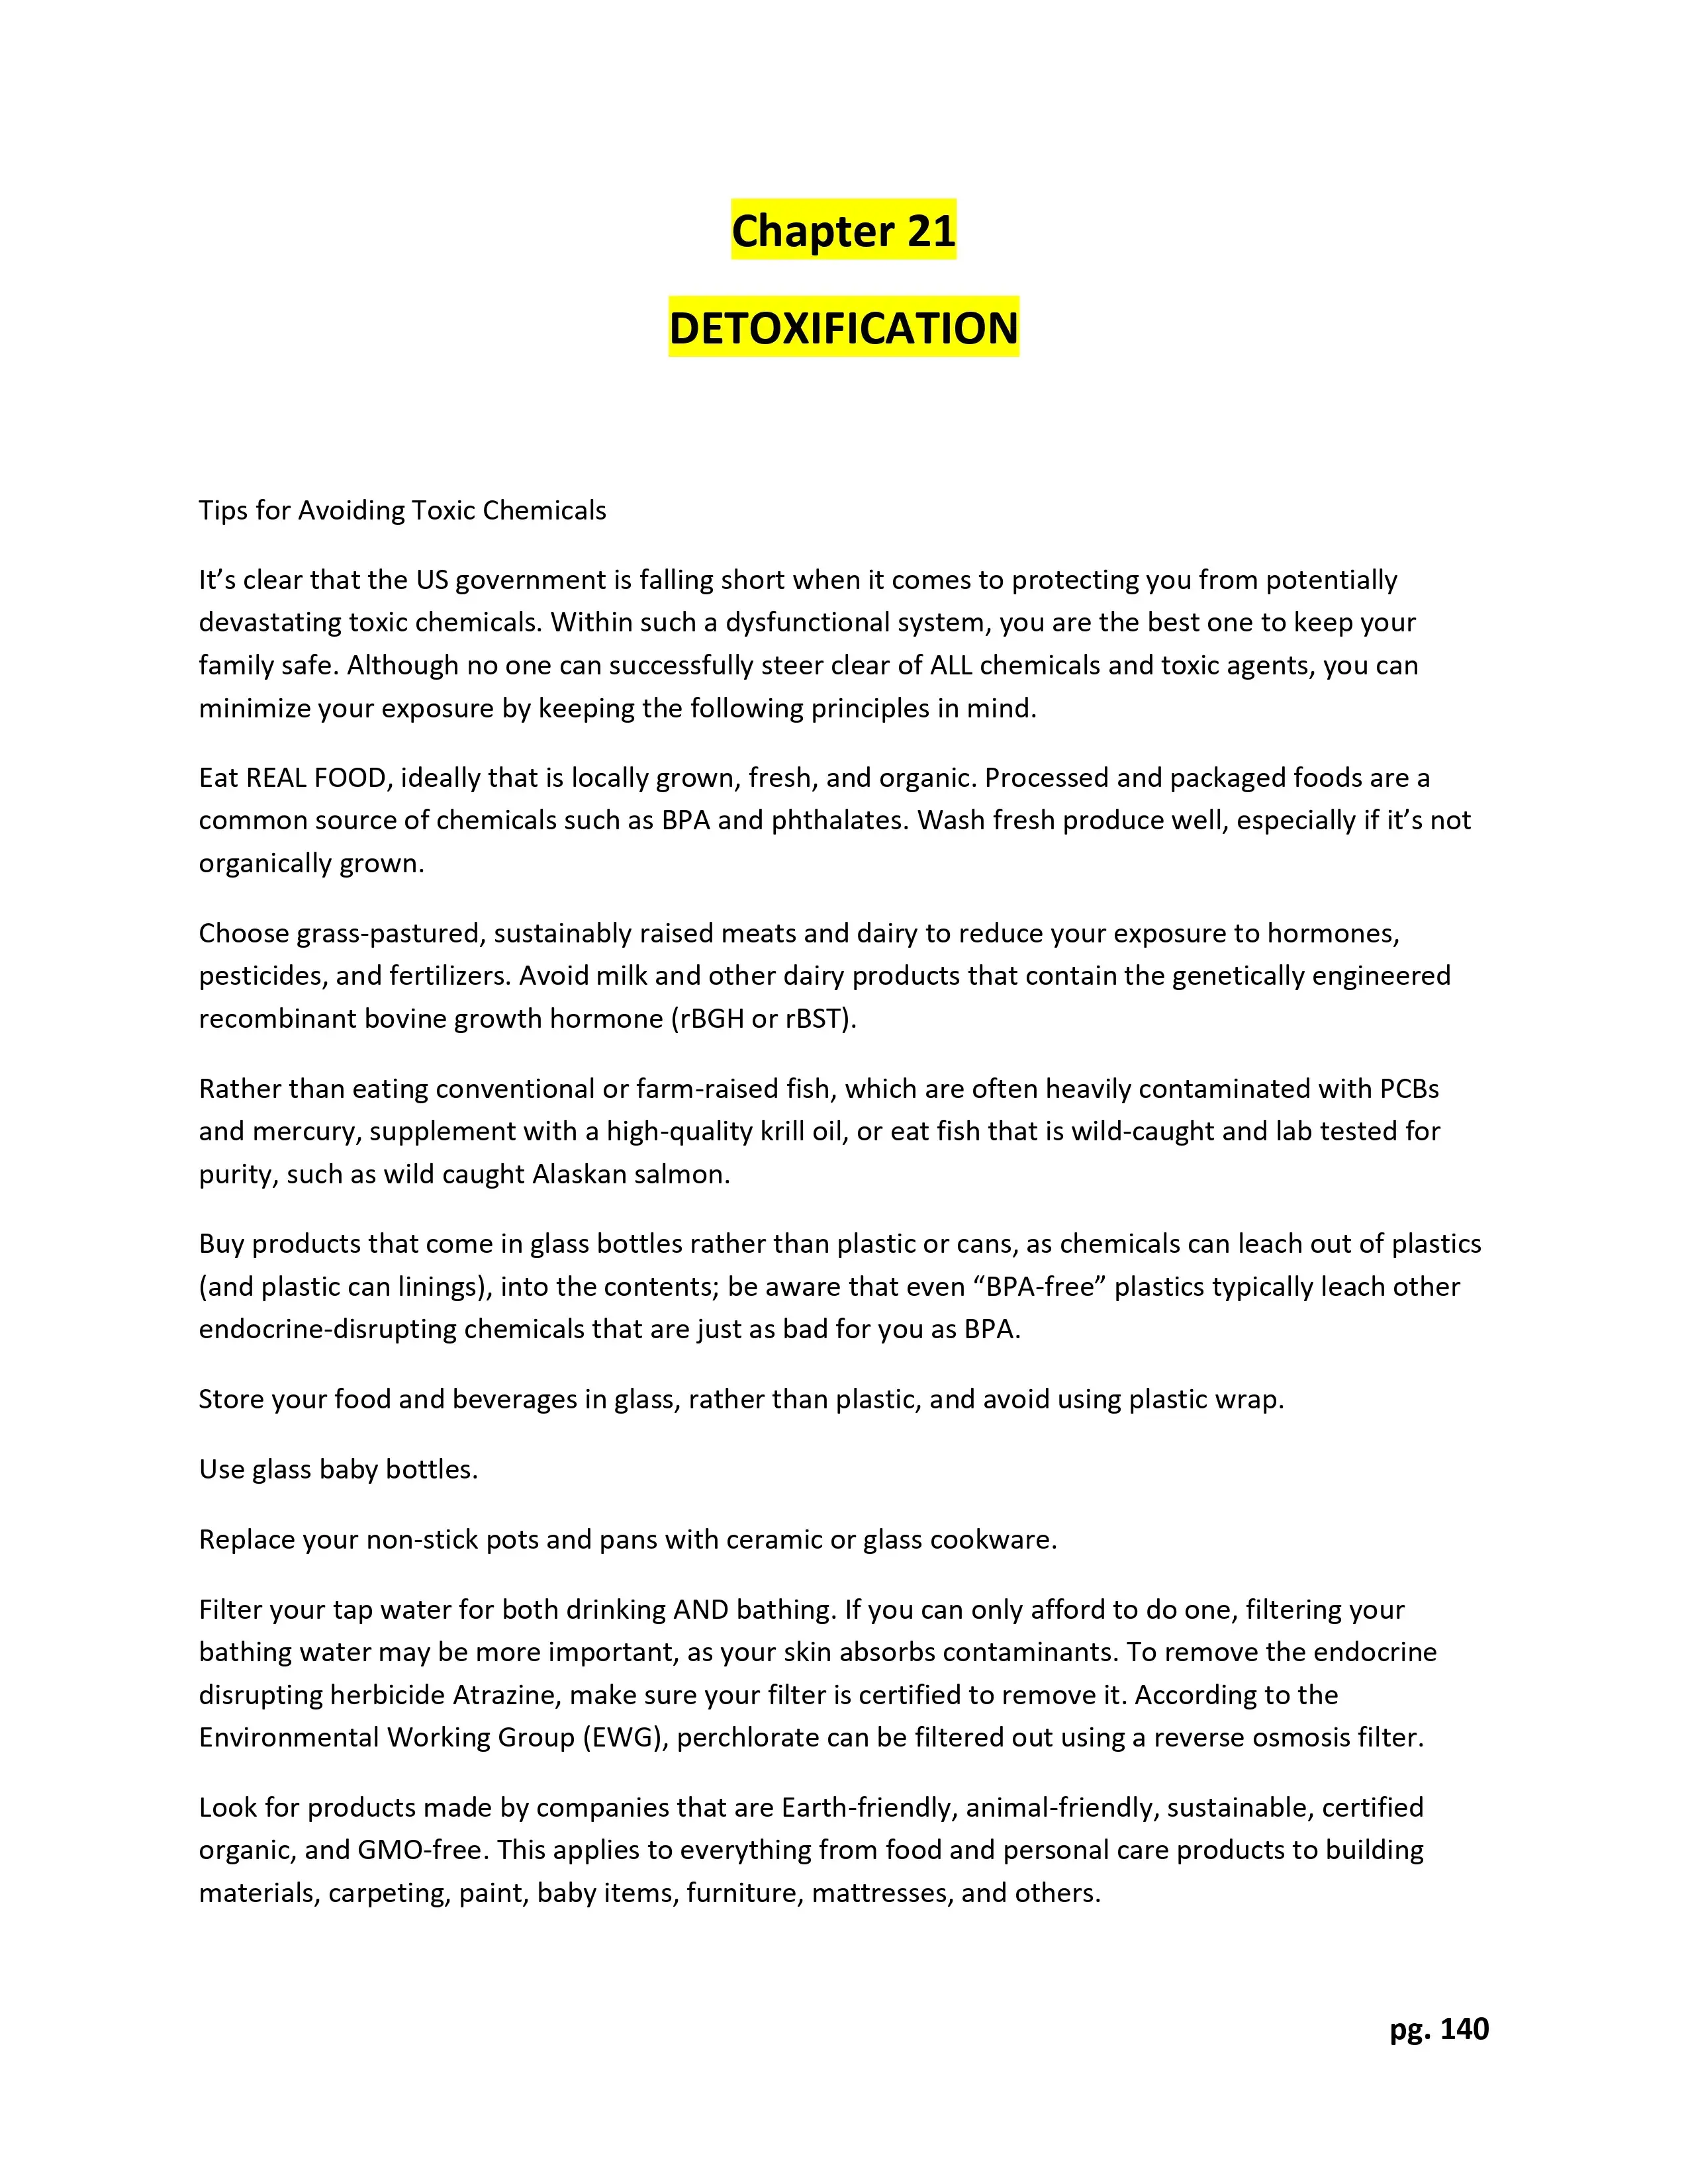 Chapter 21
DETOXIFICATION
Tips for Avoiding Toxic Chemicals
It’s clear that the US government is falling short when it comes to protecting you from potentially
devastating toxic chemicals. Within such a dysfunctional system, you are the best one to keep your
family safe. Although no one can successfully steer clear of ALL chemicals and toxic agents, you can
minimize your exposure by keeping the following principles in mind.
Eat REAL FOOD, ideally that is locally grown, fresh, and organic. Processed and packaged foods are a
common source of chemicals such as BPA and phthalates. Wash fresh produce well, especially if it’s not
organically grown.
Choose grass-pastured, sustainably raised meats and dairy to reduce your exposure to hormones,
pesticides, and fertilizers. Avoid milk and other dairy products that contain the genetically engineered
recombinant bovine growth hormone (rBGH or rBST).
Rather than eating conventional or farm-raised fish, which are often heavily contaminated with PCBs
and mercury, supplement with a high-quality krill oil, or eat fish that is wild-caught and lab tested for
purity, such as wild caught Alaskan salmon.
Buy products that come in glass bottles rather than plastic or cans, as chemicals can leach out of plastics
(and plastic can linings), into the contents; be aware that even “BPA-free” plastics typically leach other
endocrine-disrupting chemicals that are just as bad for you as BPA.
Store your food and beverages in glass, rather than plastic, and avoid using plastic wrap.
Use glass baby bottles.
Replace your non-stick pots and pans with ceramic or glass cookware.
Filter your tap water for both drinking AND bathing. If you can only afford to do one, filtering your
bathing water may be more important, as your skin absorbs contaminants. To remove the endocrine
disrupting herbicide Atrazine, make sure your filter is certified to remove it. According to the
Environmental Working Group (EWG), perchlorate can be filtered out using a reverse osmosis filter.
Look for products made by companies that are Earth-friendly, animal-friendly, sustainable, certified
organic, and GMO-free. This applies to everything from food and personal care products to building
materials, carpeting, paint, baby items, furniture, mattresses, and others.
pg. 140